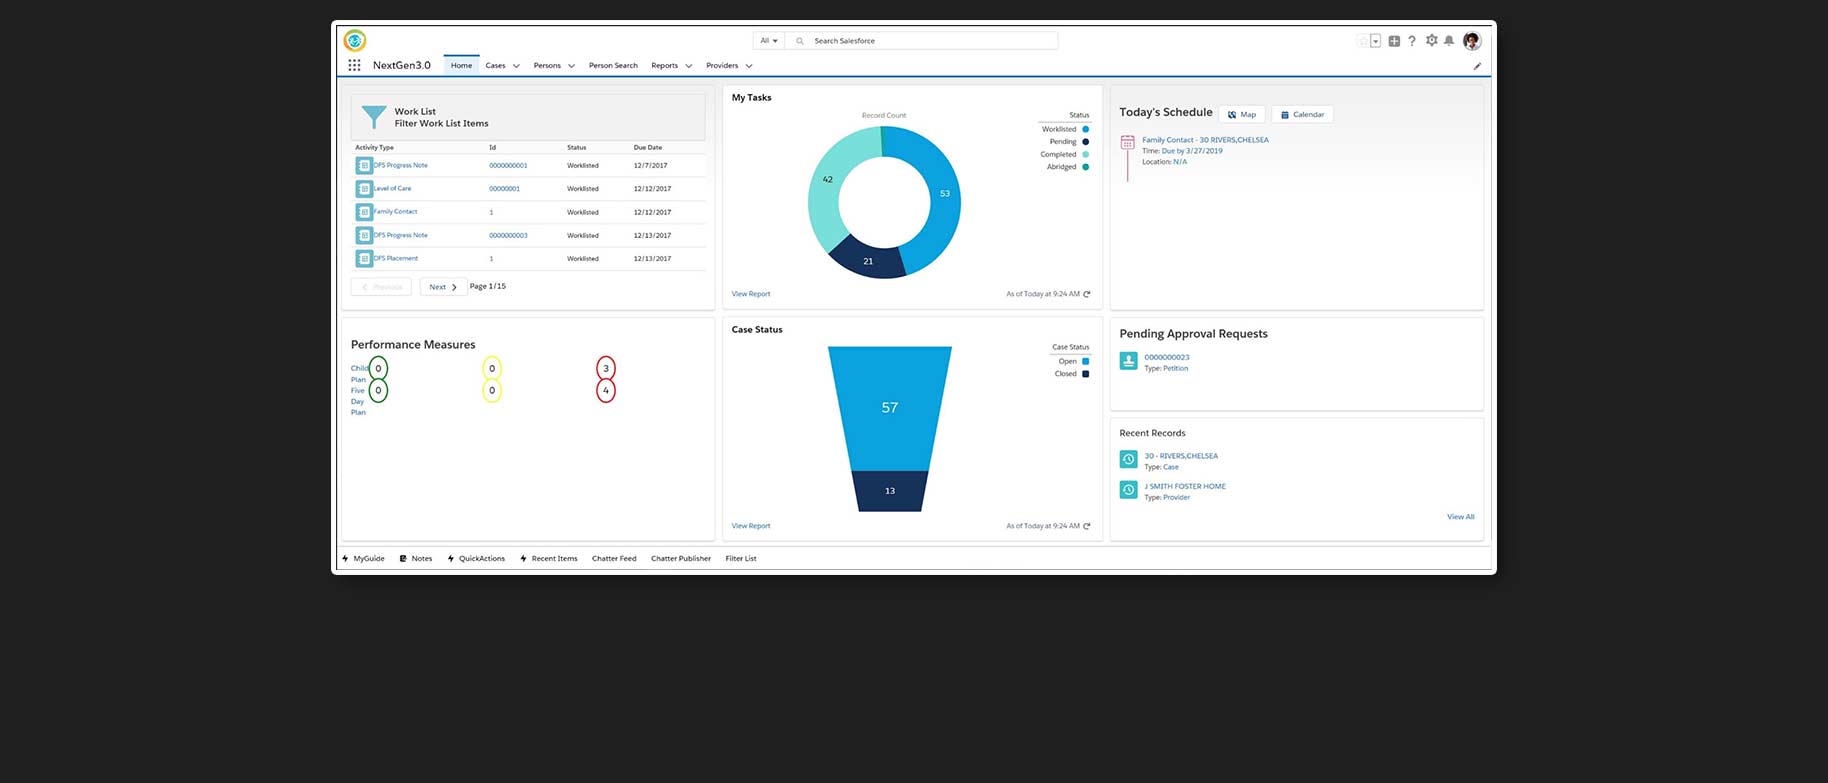 All
Search Salesforce
NextGen3.0
Home
Cases
Persons
Person Search
Reports
Providers
Work List
Filter Work List Items
Activity Type Id Status Due Date
DFS Progress Note 0000000001 Worklisted 12/7/2017
Level of Care 00000001 Worklisted 12/12/2017
Family Contact 1 Worklisted 12/12/2017
DFS Progress Note 0000000003 Worklisted 12/13/2017
DFS Placement 1 Worklisted 12/13/2017
Previous Next Page 1/15
My Tasks
Record Count
42
53
21
Status
Worklisted
Pending
Completed
Abridged
View Report
As of Today at 9:24 AM
Today's Schedule
Map
Calendar
Family Contact - 30 RIVERS,CHELSEA
Time: Due by 3/27/2019
Location: N/A
Performance Measures
Child 0 0 3
Plan
Five 0 0 4
Day
Plan
Case Status
57
13
Case Status
Open
Closed
View Report
As of Today at 9:24 AM
Pending Approval Requests
0000000023
Type: Petition
Recent Records
30 - RIVERS,CHELSEA
Type: Case
J SMITH FOSTER HOME
Type: Provider
View All
MyGuide
Notes
QuickActions
Recent Items
Chatter Feed
Chatter Publisher
Filter List